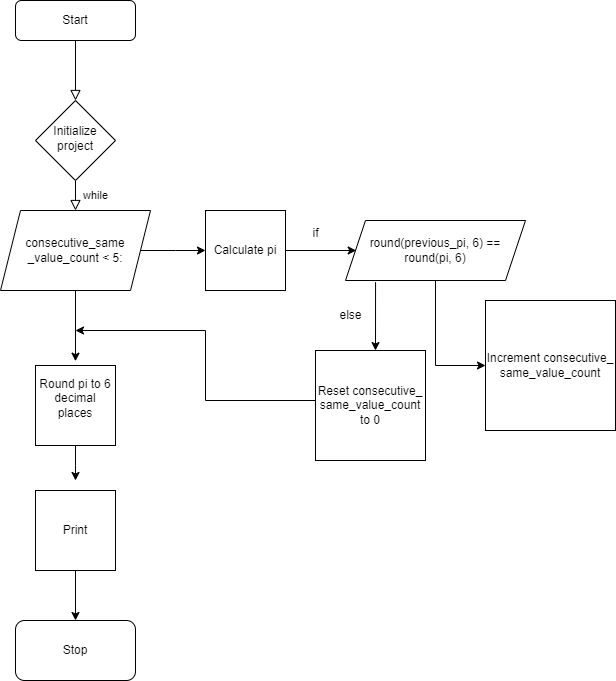 Start
Initialize
project
while
consecutive_same
_value_count < 5:
Calculate pi
if
round(previous_pi, 6) ==
round(pi, 6)
else
Increment consecutive_
same_value_count
Reset consecutive_
same_value_count
to 0
Round pi to 6
decimal
places
Print
Stop